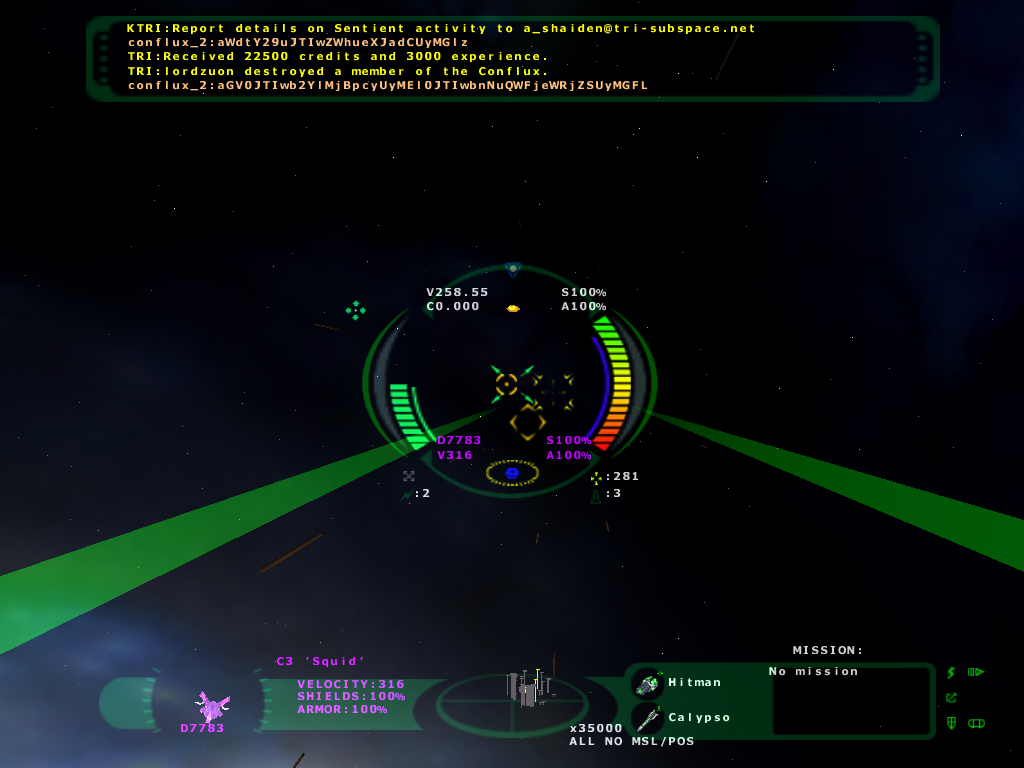 KTRI:Report details on Sentient activity to a_shaiden@tri-subspace.net
conflux_2:aWdtY29uJTIwZWhueXJadCUyMGlz
TRI:Received 22500 credits and 3000 experience.
TRI:lordzuon destroyed a member of the Conflux.
conflux_2:aGV0JTIwb2YlMjBpcyUyMEl0JTIwbnNuQWFjeWRjZSUyMGFL
V258.55 S100%
C0.000 A100%
D7783 S100%
V316 A100%
:281
:2 :3
C3 'Squid'
VELOCITY:316
SHIELDS:100%
ARMOR:100%
D7783
x35000
ALL NO MSL/POS
Hitman
Calypso
MISSION:
No mission